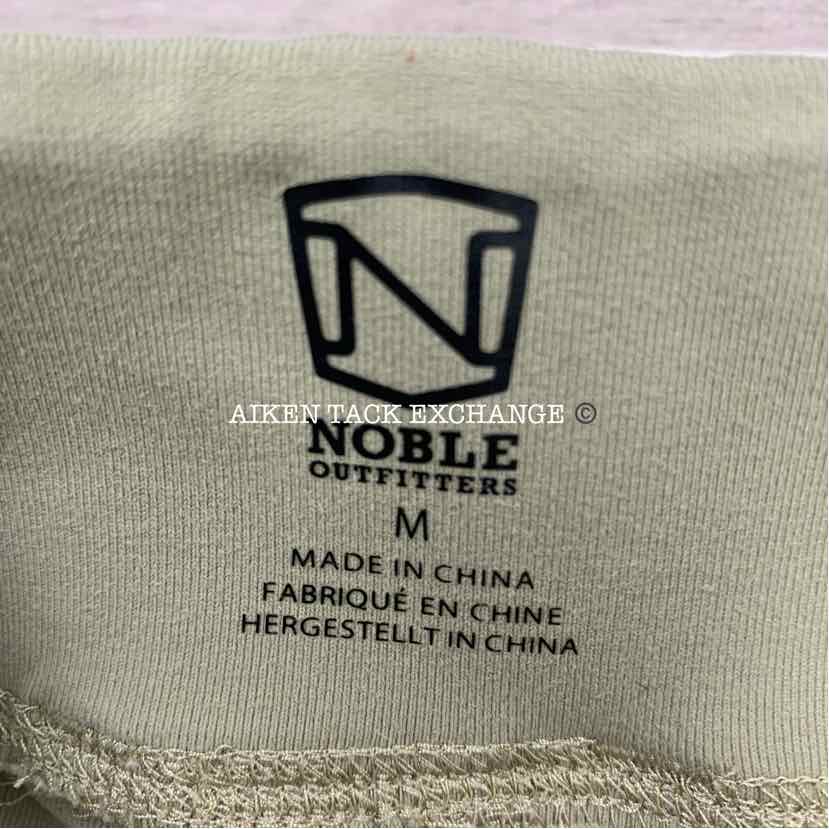 N
AIKEN TACK EXCHANGE ©
NOBLE
OUTFITTERS
M
MADE IN CHINA
FABRIQUÉ EN CHINE
HERGESTELLT IN CHINA